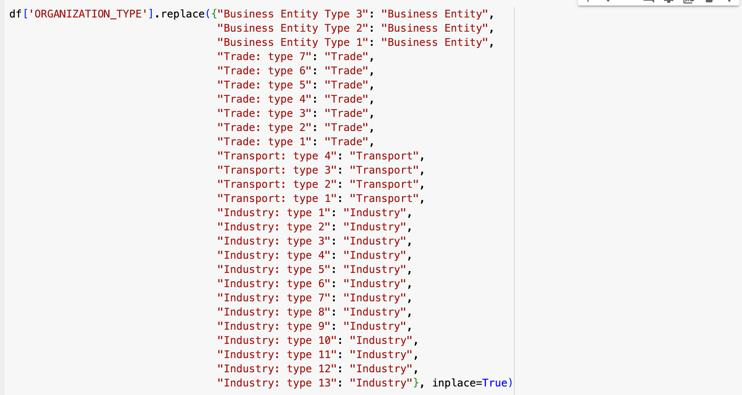 df['ORGANIZATION_TYPE'].replace({"Business Entity Type 3": "Business Entity",
"Business Entity Type 2": "Business Entity",
"Business Entity Type 1": "Business Entity",
"Trade: type 7": "Trade",
"Trade: type 6": "Trade",
"Trade: type 5": "Trade",
"Trade: type 4": "Trade",
"Trade: type 3": "Trade",
"Trade: type 2": "Trade",
"Trade: type 1": "Trade",
"Transport: type 4": "Transport",
"Transport: type 3": "Transport",
"Transport: type 2": "Transport",
"Transport: type 1": "Transport",
"Industry: type 1": "Industry",
"Industry: type 2": "Industry",
"Industry: type 3": "Industry",
"Industry: type 4": "Industry",
"Industry: type 5": "Industry",
"Industry: type 6": "Industry",
"Industry: type 7": "Industry",
"Industry: type 8": "Industry",
"Industry: type 9": "Industry",
"Industry: type 10": "Industry",
"Industry: type 11": "Industry",
"Industry: type 12": "Industry",
"Industry: type 13": "Industry"}, inplace=True)